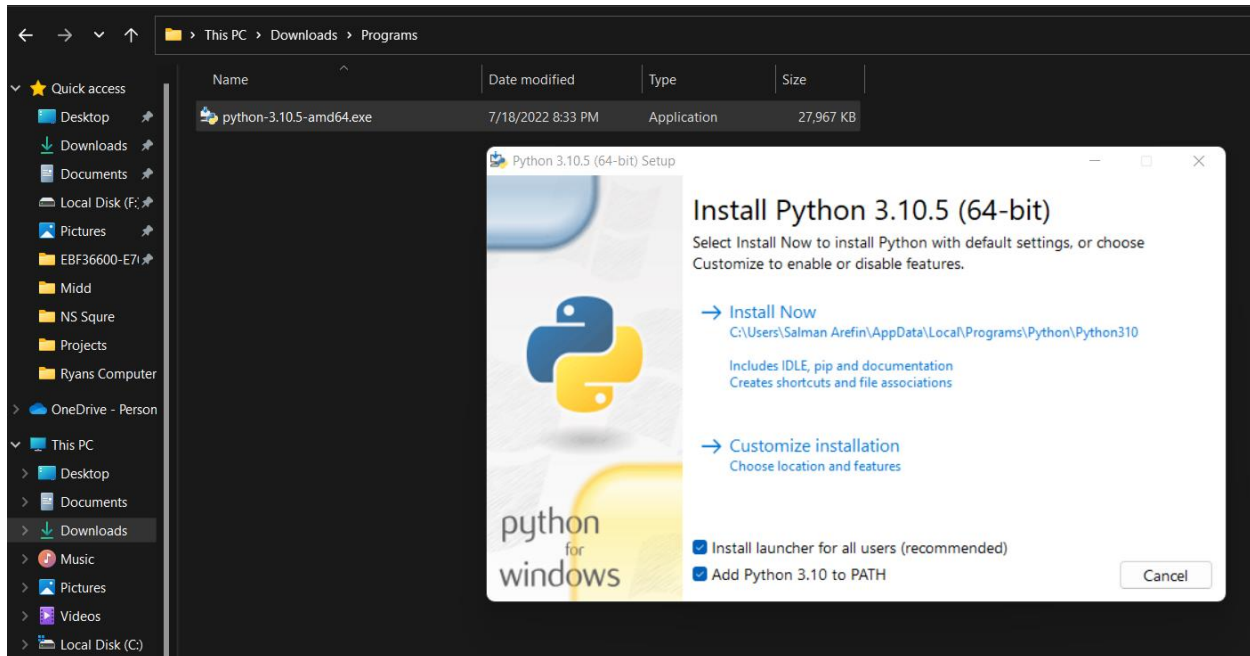 This PC > Downloads > Programs
Quick access
Desktop
Downloads
Documents
Local Disk (F:)
Pictures
EBF36600-E7(
Midd
NS Squre
Projects
Ryans Computer
OneDrive - Person
This PC
Desktop
Documents
Downloads
Music
Pictures
Videos
Local Disk (C:)
Name Date modified Type Size
python-3.10.5-amd64.exe 7/18/2022 8:33 PM Application 27,967 KB
Python 3.10.5 (64-bit) Setup
Install Python 3.10.5 (64-bit)
Select Install Now to install Python with default settings, or choose
Customize to enable or disable features.
Install Now
C:\Users\Salman Arefin\AppData\Local\Programs\Python\Python310
Includes IDLE, pip and documentation
Creates shortcuts and file associations
Customize installation
Choose location and features
python
for
windows
Install launcher for all users (recommended)
Add Python 3.10 to PATH
Cancel